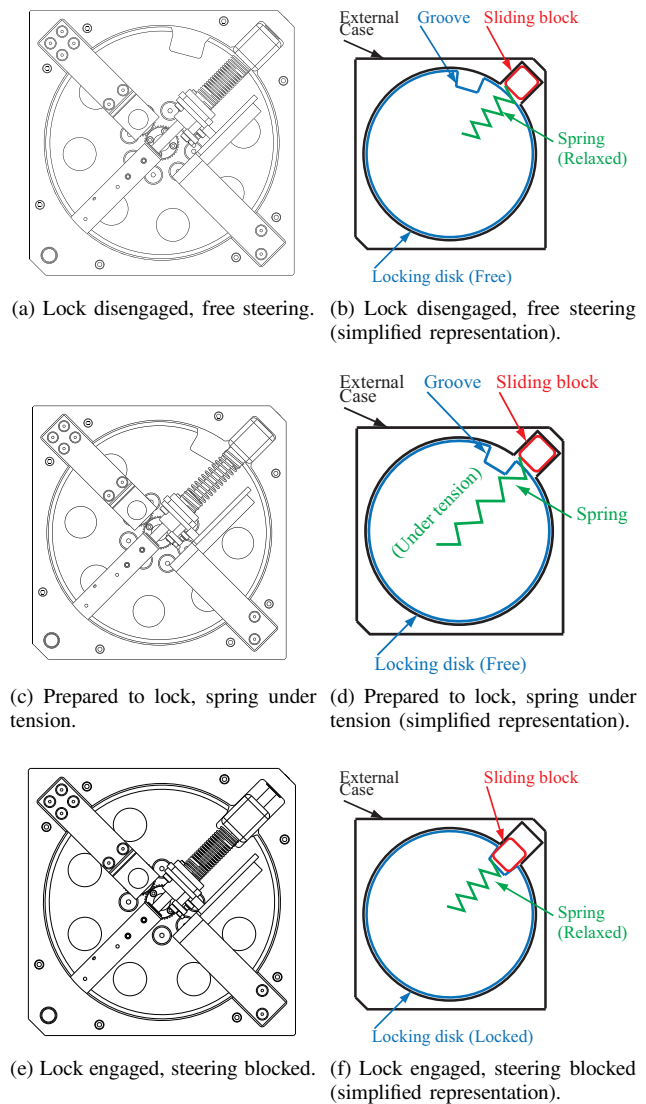 External
Case
Groove
Sliding block
Spring
(Relaxed)
Locking disk (Free)
(a) Lock disengaged, free steering.
(b) Lock disengaged, free steering
(simplified representation).
External
Case
Groove
Sliding block
(Under tension)
Spring
Locking disk (Free)
(c) Prepared to lock, spring under
tension.
(d) Prepared to lock, spring under
tension (simplified representation).
External
Case
Sliding block
Spring
(Relaxed)
Locking disk (Locked)
(e) Lock engaged, steering blocked.
(f) Lock engaged, steering blocked
(simplified representation).